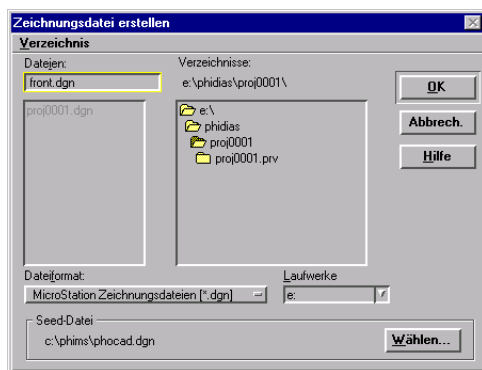 Zeichnungsdatei erstellen
Verzeichnis
Dateien:
front.dgn
proj0001.dgn
Verzeichnisse:
e:\phidias\proj0001\
e:\
phidias
proj0001
proj0001.prv
OK
Abbrech.
Hilfe
Dateiformat:
MicroStation Zeichnungsdateien [*.dgn]
Laufwerke
e:
Seed-Datei
c:\phims\phocad.dgn
Wählen...